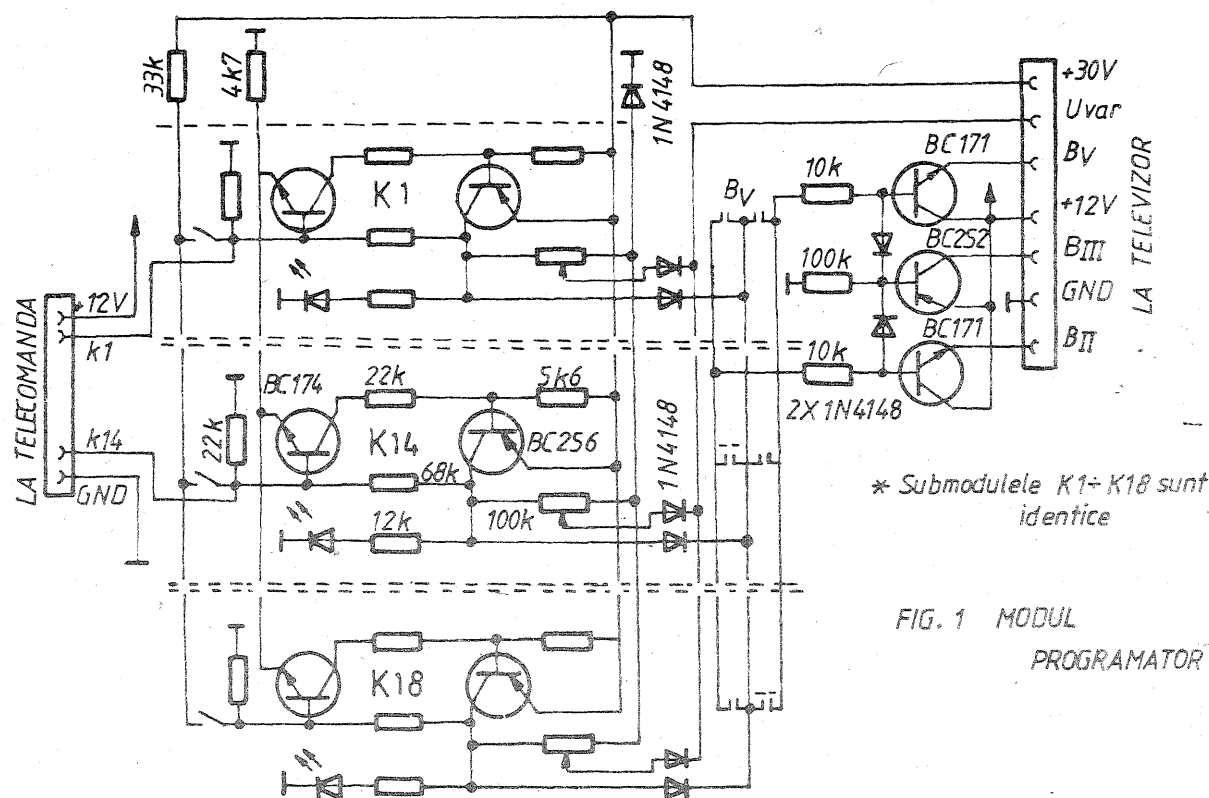 33k
4k7
1N4148
+30V
Uvar
BV
+12V
BIII
GND
BII
LA TELEVIZOR
BC171
10k
BV
BC252
100k
BC171
10k
2X1N4148
K1
LA TELECOMANDA
+12V
k1
k14
GND
BC174
22k
5k6
22k
K14
BC256
68k
1N4148
12k
100k
* Submodulele K1÷K18 sunt
identice
K18
FIG. 1 MODUL
PROGRAMATOR